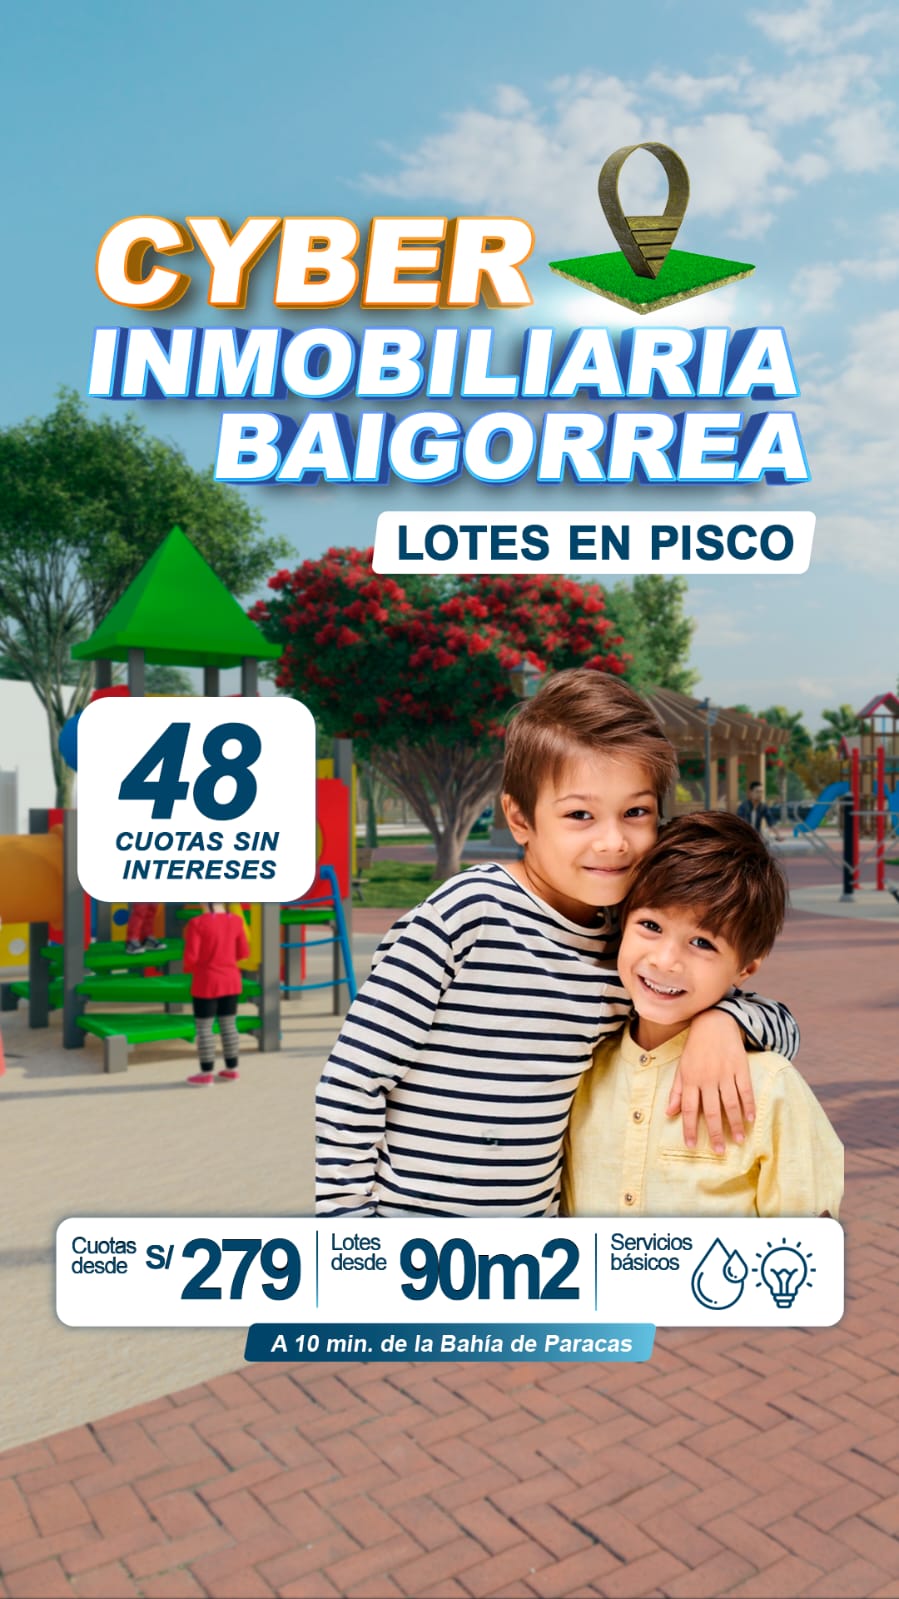 CYBER
INMOBILIARIA
BAIGORREA
LOTES EN PISCO
48
CUOTAS SIN
INTERESES
Cuotas
desde
S/ 279
Lotes
desde
90m2
Servicios
básicos
A 10 min. de la Bahía de Paracas